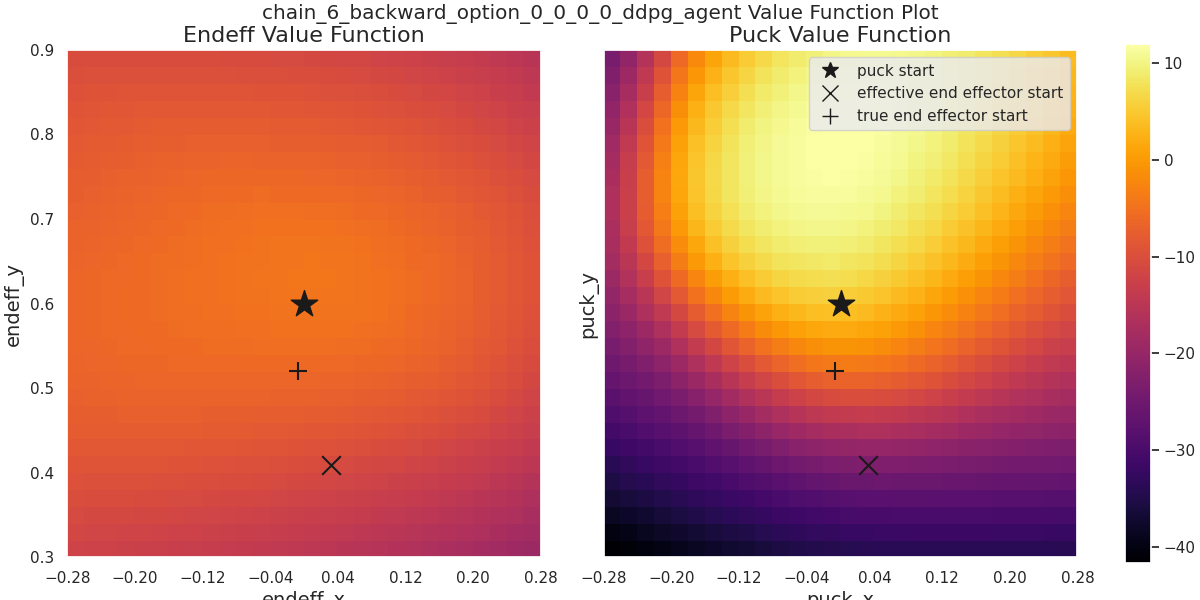 chain_6_backward_option_0_0_0_0_ddpg_agent Value Function Plot
Endeff Value Function
Puck Value Function
0.9
0.8
0.7
0.6
0.5
0.4
0.3
endeff_y
−0.28 −0.20 −0.12 −0.04 0.04 0.12 0.20 0.28
endeff_x
puck_y
puck start
effective end effector start
true end effector start
−0.28 −0.20 −0.12 −0.04 0.04 0.12 0.20 0.28
puck_x
10
0
−10
−20
−30
−40